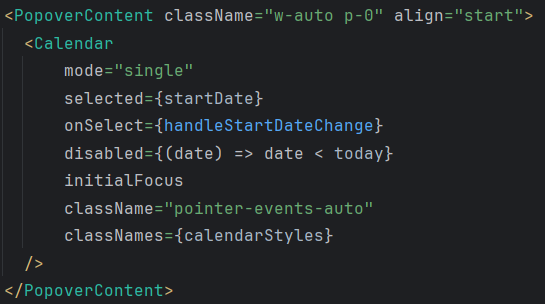 <PopoverContent className="w-auto p-0" align="start">
<Calendar
mode="single"
selected={startDate}
onSelect={handleStartDateChange}
disabled={(date) => date < today}
initialFocus
className="pointer-events-auto"
classNames={calendarStyles}
/>
</PopoverContent>